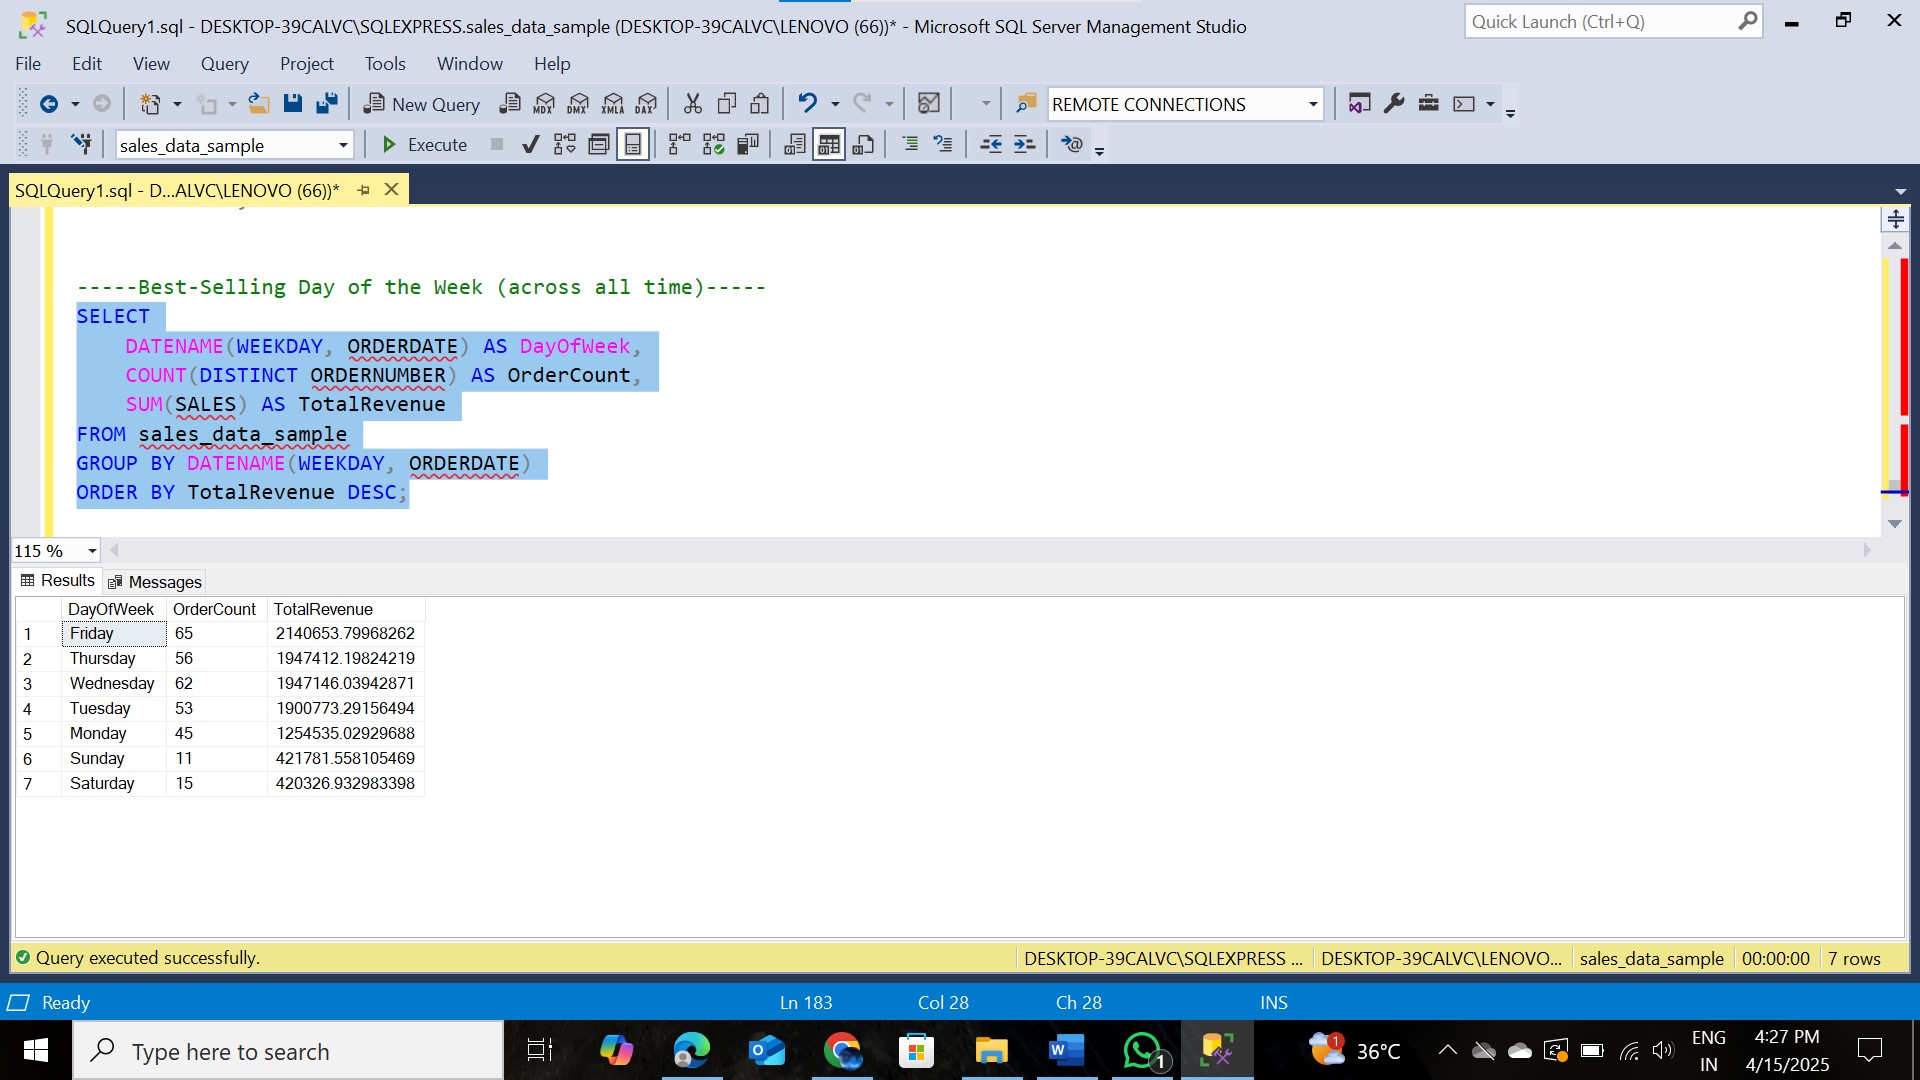 SQLQuery1.sql - DESKTOP-39CALVC\SQLEXPRESS.sales_data_sample (DESKTOP-39CALVC\LENOVO (66))* - Microsoft SQL Server Management Studio
Quick Launch (Ctrl+Q)
File Edit View Query Project Tools Window Help
New Query MDX DMX XMLA DAX REMOTE CONNECTIONS
sales_data_sample Execute
SQLQuery1.sql - D...ALVC\LENOVO (66))*
-----Best-Selling Day of the Week (across all time)-----
SELECT
DATENAME(WEEKDAY, ORDERDATE) AS DayOfWeek,
COUNT(DISTINCT ORDERNUMBER) AS OrderCount,
SUM(SALES) AS TotalRevenue
FROM sales_data_sample
GROUP BY DATENAME(WEEKDAY, ORDERDATE)
ORDER BY TotalRevenue DESC;
115 %
Results Messages
DayOfWeek OrderCount TotalRevenue
1 Friday 65 2140653.79968262
2 Thursday 56 1947412.19824219
3 Wednesday 62 1947146.03942871
4 Tuesday 53 1900773.29156494
5 Monday 45 1254535.02929688
6 Sunday 11 421781.558105469
7 Saturday 15 420326.932983398
Query executed successfully. DESKTOP-39CALVC\SQLEXPRESS ... DESKTOP-39CALVC\LENOVO... sales_data_sample 00:00:00 7 rows
Ready Ln 183 Col 28 Ch 28 INS
Type here to search 1 1 36°C ENG IN 4:27 PM 4/15/2025